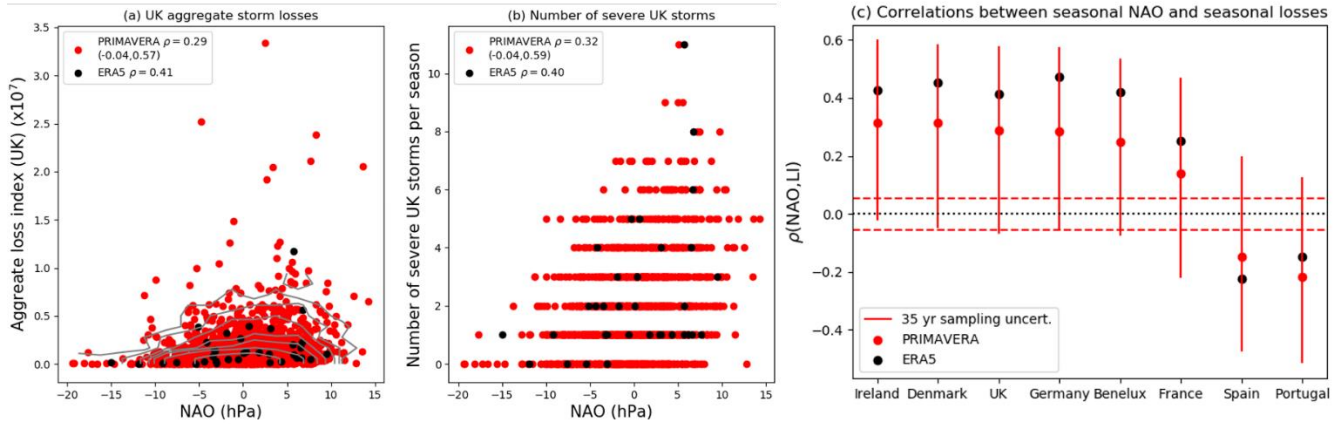 (a) UK aggregate storm losses
Aggreate loss index (UK) (x10^7)
3.5
3.0
2.5
2.0
1.5
1.0
0.5
0.0
PRIMAVERA ρ = 0.29
(-0.04,0.57)
ERA5 ρ = 0.41
−20 −15 −10 −5 0 5 10 15
NAO (hPa)
(b) Number of severe UK storms
Number of severe UK storms per season
10
8
6
4
2
0
PRIMAVERA ρ = 0.32
(-0.04,0.59)
ERA5 ρ = 0.40
−20 −15 −10 −5 0 5 10 15
NAO (hPa)
(c) Correlations between seasonal NAO and seasonal losses
ρ(NAO,LI)
0.6
0.4
0.2
0.0
−0.2
−0.4
35 yr sampling uncert.
PRIMAVERA
ERA5
Ireland Denmark UK Germany Benelux France Spain Portugal